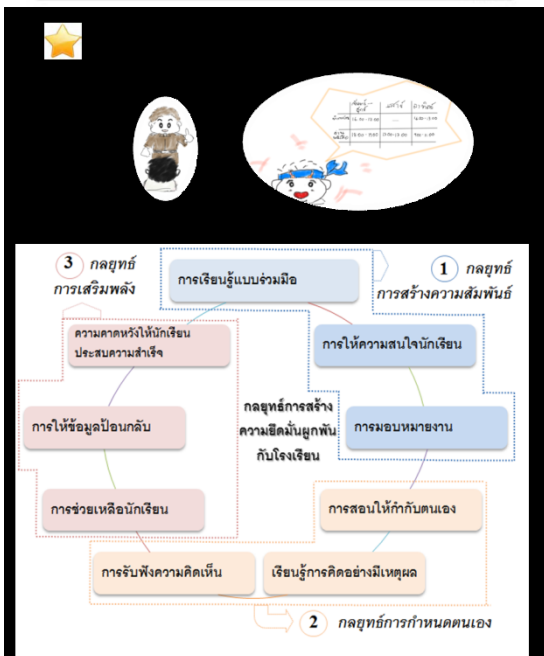 3 กลยุทธ์
การเสริมพลัง
1 กลยุทธ์
การสร้างความสัมพันธ์
การเรียนรู้แบบร่วมมือ
ความคาดหวังให้นักเรียน
ประสบความสำเร็จ
การให้ความสนใจนักเรียน
กลยุทธ์การสร้าง
ความยึดมั่นผูกพัน
กับโรงเรียน
การให้ข้อมูลป้อนกลับ
การมอบหมายงาน
การช่วยเหลือนักเรียน
การสอนให้กำกับตนเอง
การรับฟังความคิดเห็น
เรียนรู้การคิดอย่างมีเหตุผล
2 กลยุทธ์การกำหนดตนเอง